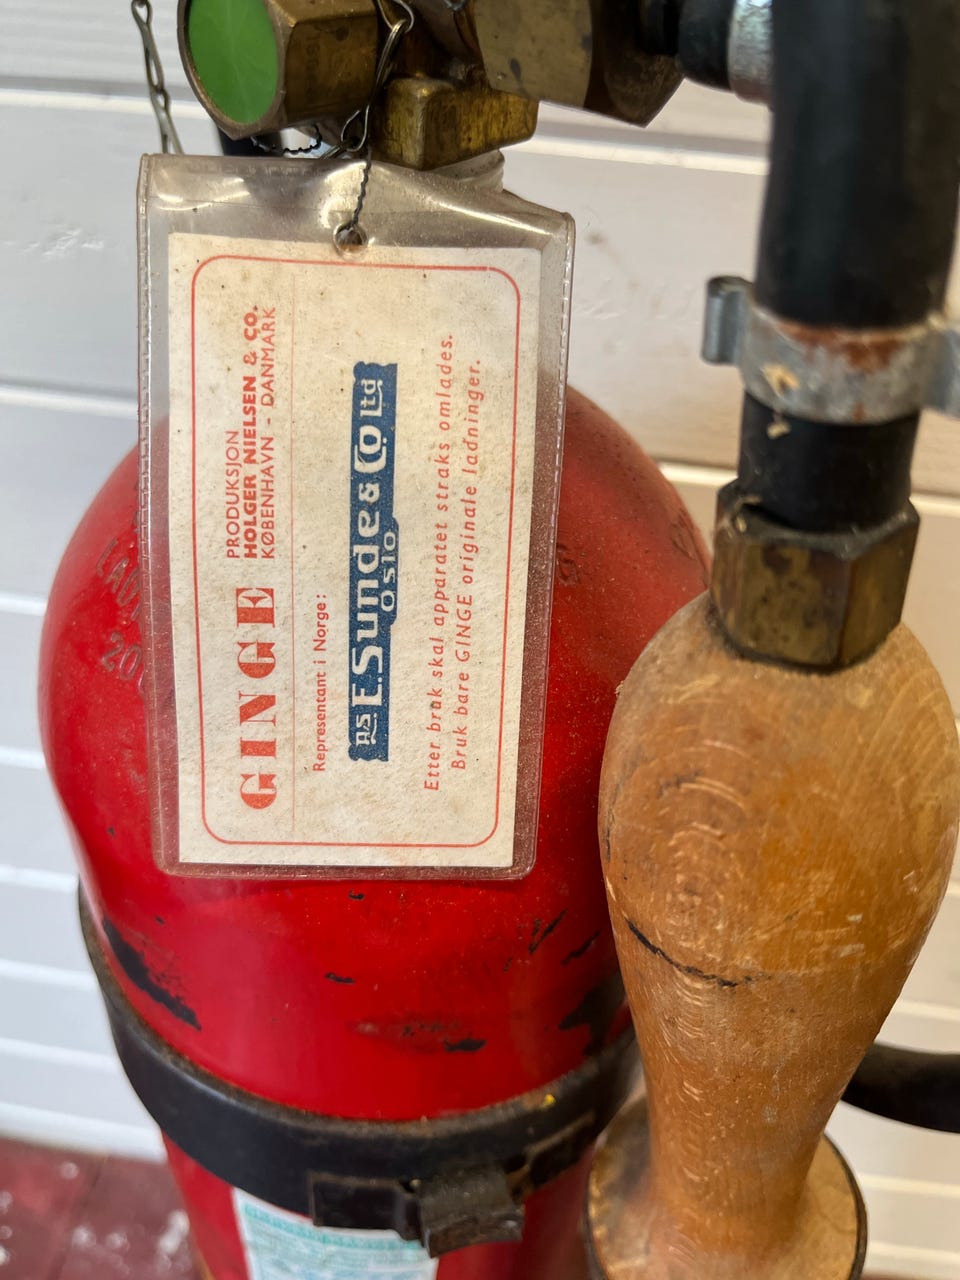 GINGE
PRODUKSJON
HOLGER NIELSEN & CO.
KØBENHAVN - DANMARK
Representant i Norge:
A.S E. Sunde & Co Ltd
Oslo
Etter bruk skal apparatet straks omlades.
Bruk bare GINGE originale ladninger.